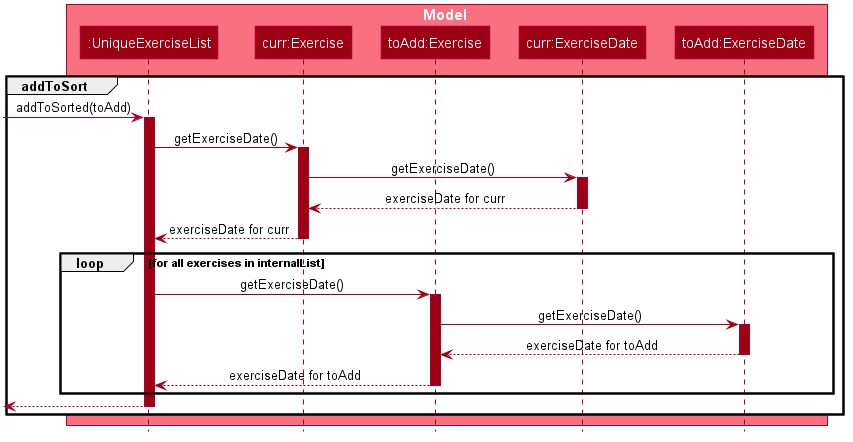 Model
:UniqueExerciseList curr:Exercise toAdd:Exercise curr:ExerciseDate toAdd:ExerciseDate
addToSort
addToSorted(toAdd)
getExerciseDate()
getExerciseDate()
exerciseDate for curr
exerciseDate for curr
loop [for all exercises in internalList]
getExerciseDate()
getExerciseDate()
exerciseDate for toAdd
exerciseDate for toAdd